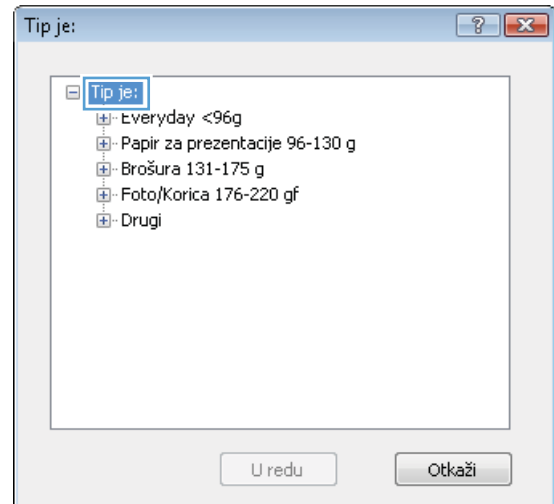 Tip je:
Tip je:
Everyday <96g
Papir za prezentacije 96-130 g
Brošura 131-175 g
Foto/Korica 176-220 gf
Drugi
U redu
Otkaži